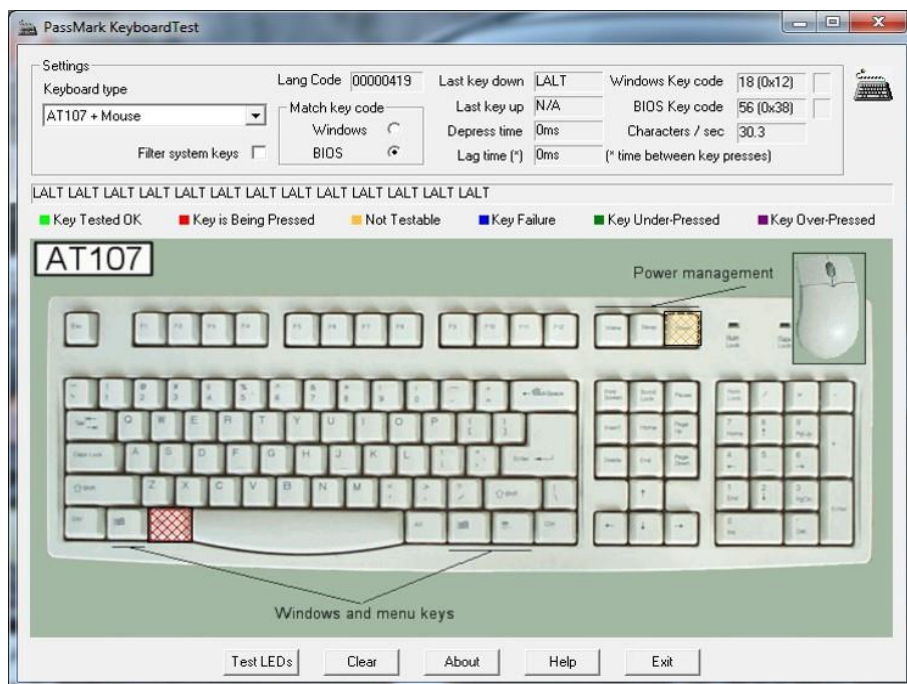 PassMark KeyboardTest
Settings
Keyboard type
AT107 + Mouse
Filter system keys
Lang Code 00000419
Match key code
Windows
BIOS
Last key down LALT
Last key up N/A
Depress time 0ms
Lag time (*) 0ms
Windows Key code 18 (0x12)
BIOS Key code 56 (0x38)
Characters / sec 30.3
(* time between key presses)
LALT LALT LALT LALT LALT LALT LALT LALT LALT LALT LALT LALT LALT
Key Tested OK Key is Being Pressed Not Testable Key Failure Key Under-Pressed Key Over-Pressed
AT107
Power management
Q W E R T Y U I O P
A S D F G H J K L
Z X C V B N M
Windows and menu keys
Test LEDs Clear About Help Exit